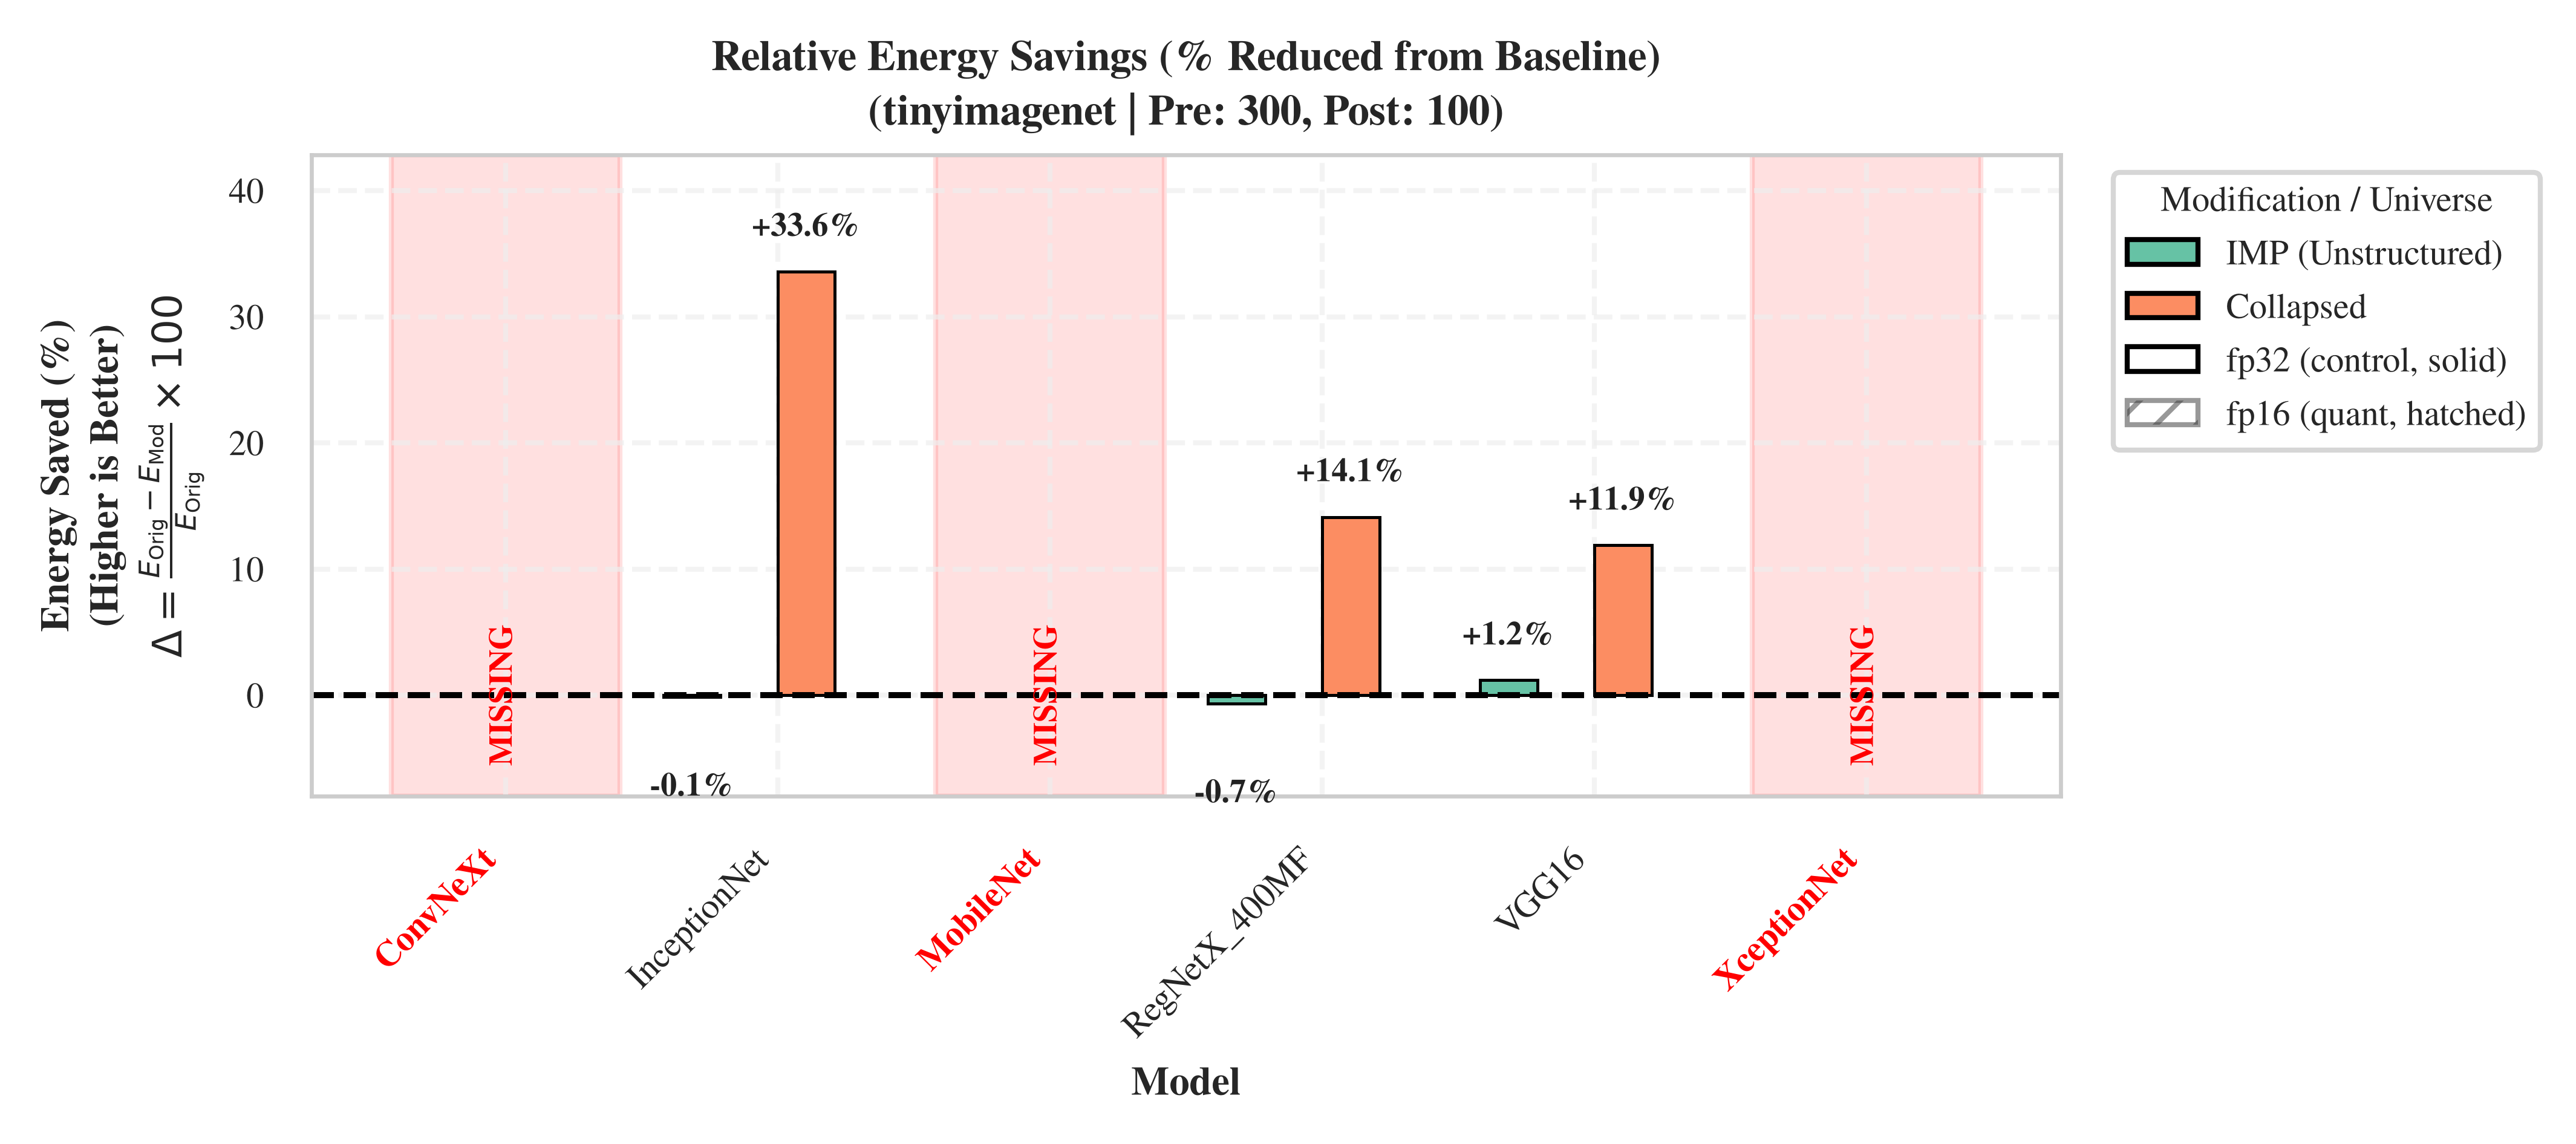 Relative Energy Savings (% Reduced from Baseline)
(tinyimagenet | Pre: 300, Post: 100)
Energy Saved (%)
(Higher is Better)
Δ = (E_Orig − E_Mod) / E_Orig × 100
40
30
20
10
0
MISSING
-0.1%
+33.6%
MISSING
-0.7%
+14.1%
+1.2%
+11.9%
MISSING
ConvNeXt
InceptionNet
MobileNet
RegNetX_400MF
VGG16
XceptionNet
Model
Modification / Universe
IMP (Unstructured)
Collapsed
fp32 (control, solid)
fp16 (quant, hatched)